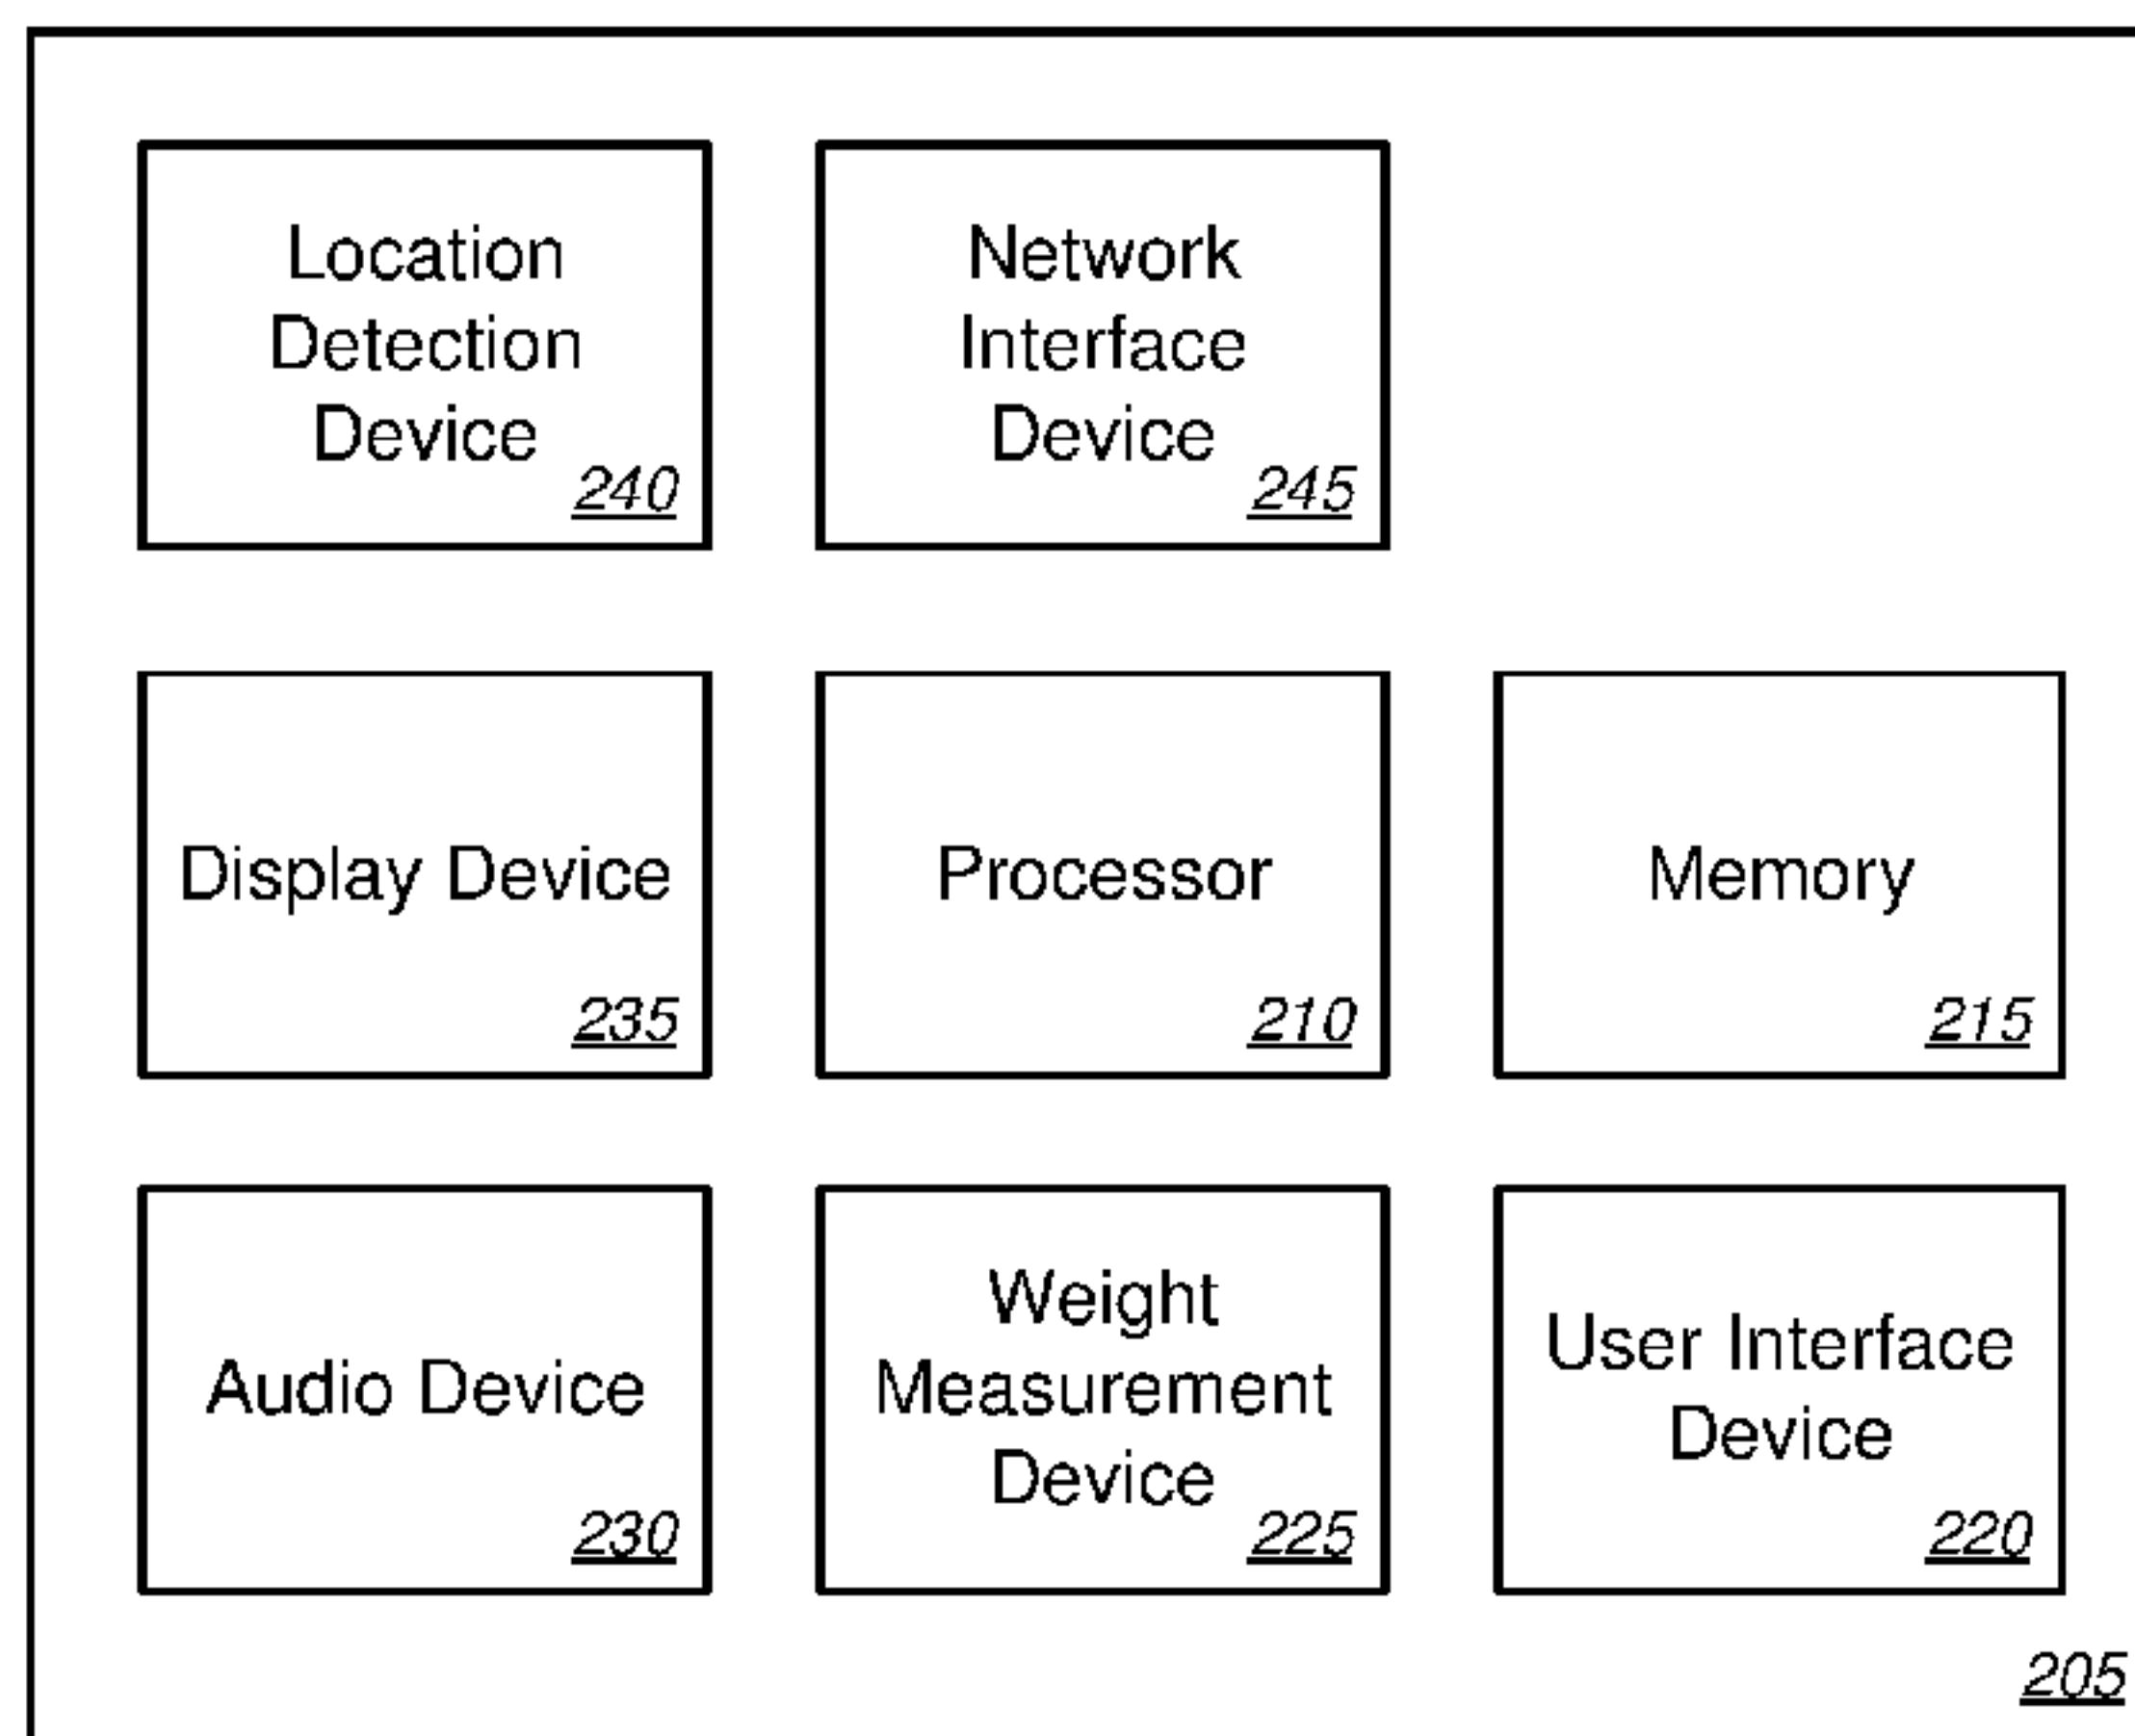 Location
Detection
Device
240
Network
Interface
Device
245
Display Device
235
Processor
210
Memory
215
Audio Device
230
Weight
Measurement
Device
225
User Interface
Device
220
205